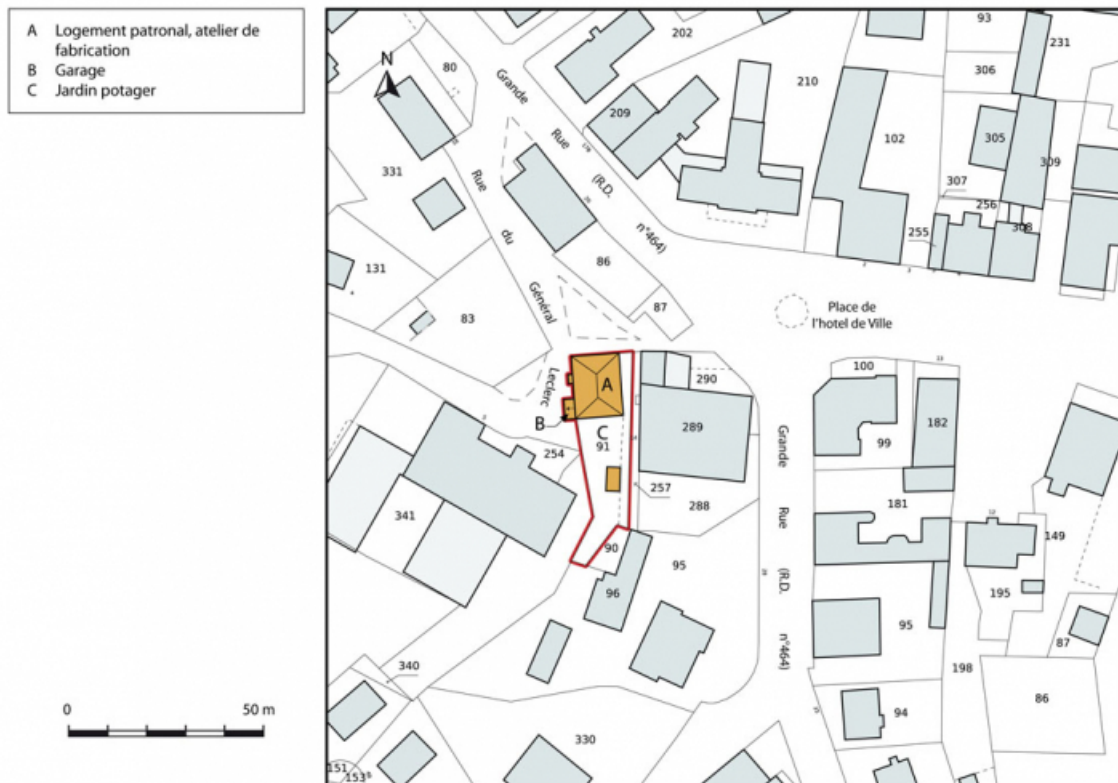 A Logement patronal, atelier de
fabrication
B Garage
C Jardin potager
N
0 50 m
80
Grande
Rue
(R.D.
n°464)
202
209
210
93
231
306
102
305
309
307
256
255
308
331
Rue
du
Général
Leclerc
131
83
86
87
Place de
l'hotel de Ville
A
B
C
91
290
289
257
288
254
341
90
96
95
100
99
182
181
Grande
Rue
(R.D.
n°464)
149
195
95
87
198
86
94
340
330
151
153